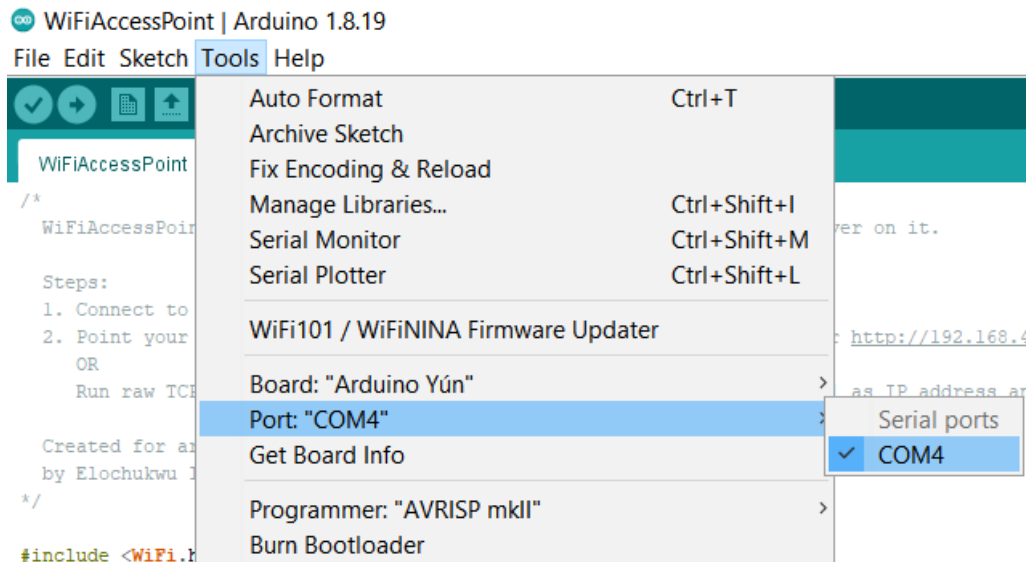 WiFiAccessPoint | Arduino 1.8.19
File Edit Sketch Tools Help
Auto Format Ctrl+T
Archive Sketch
WiFiAccessPoint
Fix Encoding & Reload
/*
Manage Libraries... Ctrl+Shift+I
on it.
Serial Monitor Ctrl+Shift+M
Serial Plotter Ctrl+Shift+L
Steps:
1. Connect to
WiFi101 / WiFiNINA Firmware Updater
2. Point your http://192.168.4
OR
Board: "Arduino Yún"
Run raw as IP address
Port: "COM4"
Serial ports
Created for
Get Board Info
COM4
by Elochukwu
*/
Programmer: "AVRISP mkII"
Burn Bootloader
#include <WiFi.h